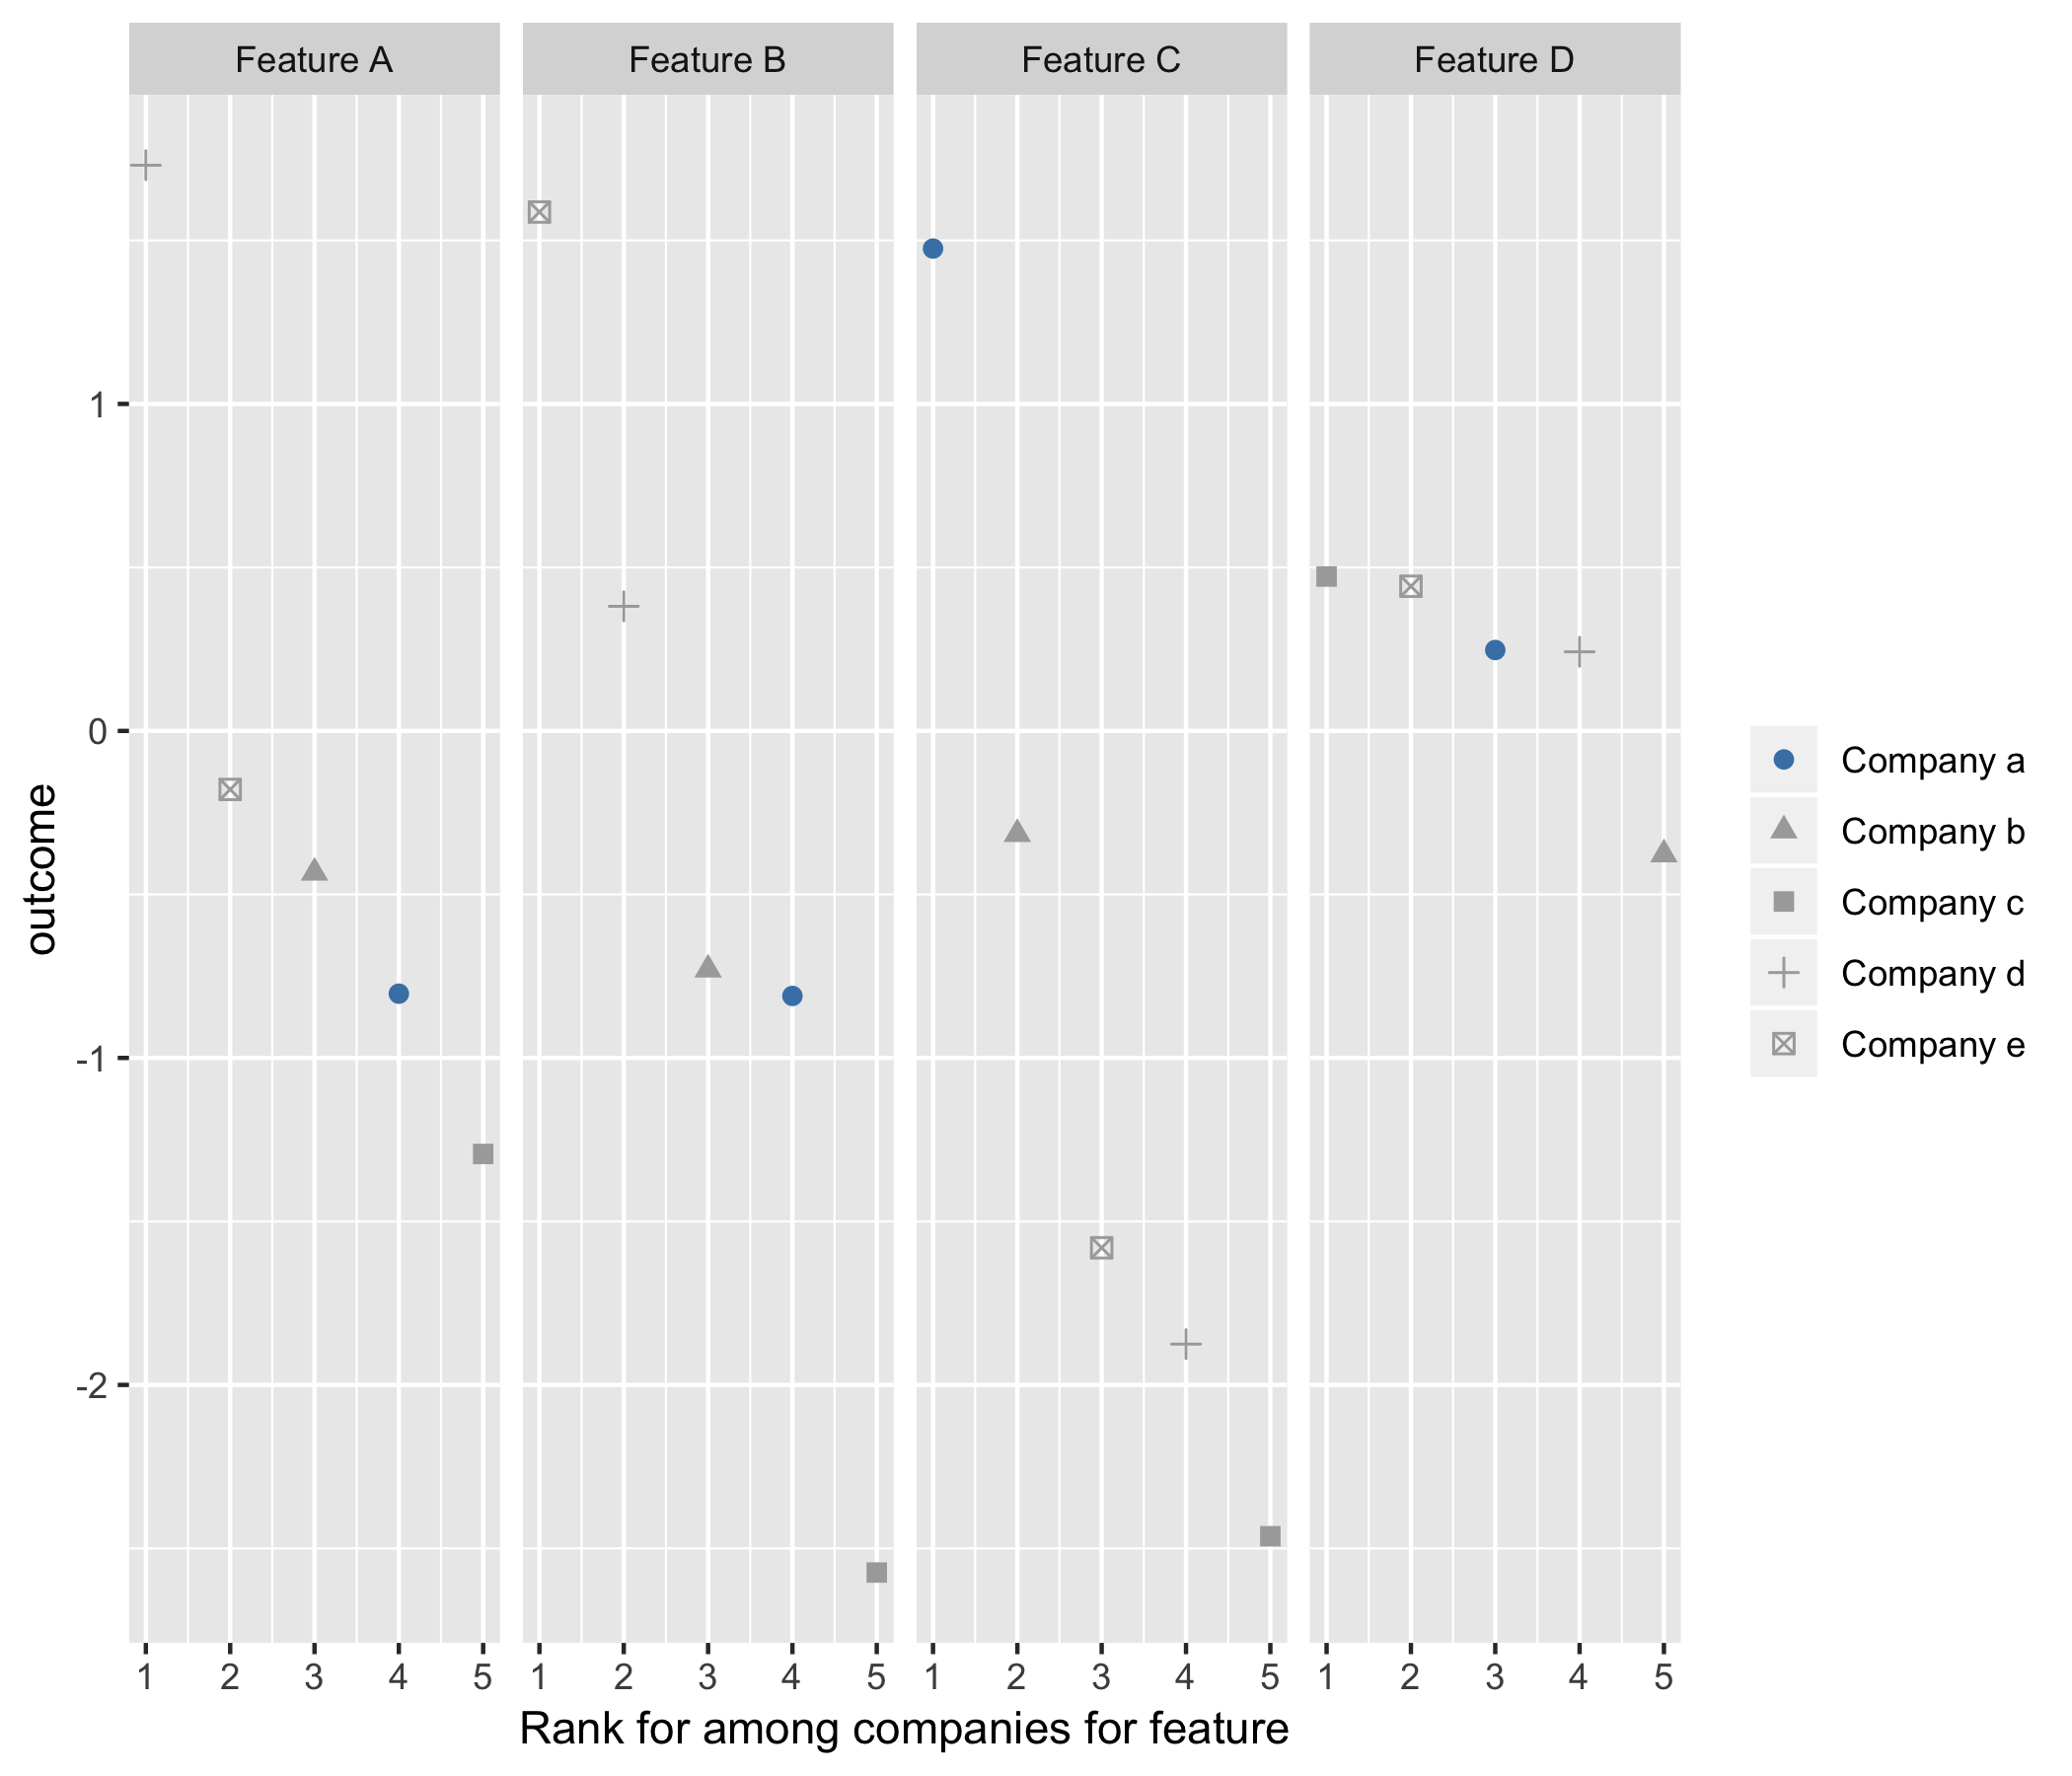 Feature A Feature B Feature C Feature D
1
0
-1
-2
outcome
1 2 3 4 5 1 2 3 4 5 1 2 3 4 5 1 2 3 4 5
Rank for among companies for feature
Company a
Company b
Company c
Company d
Company e